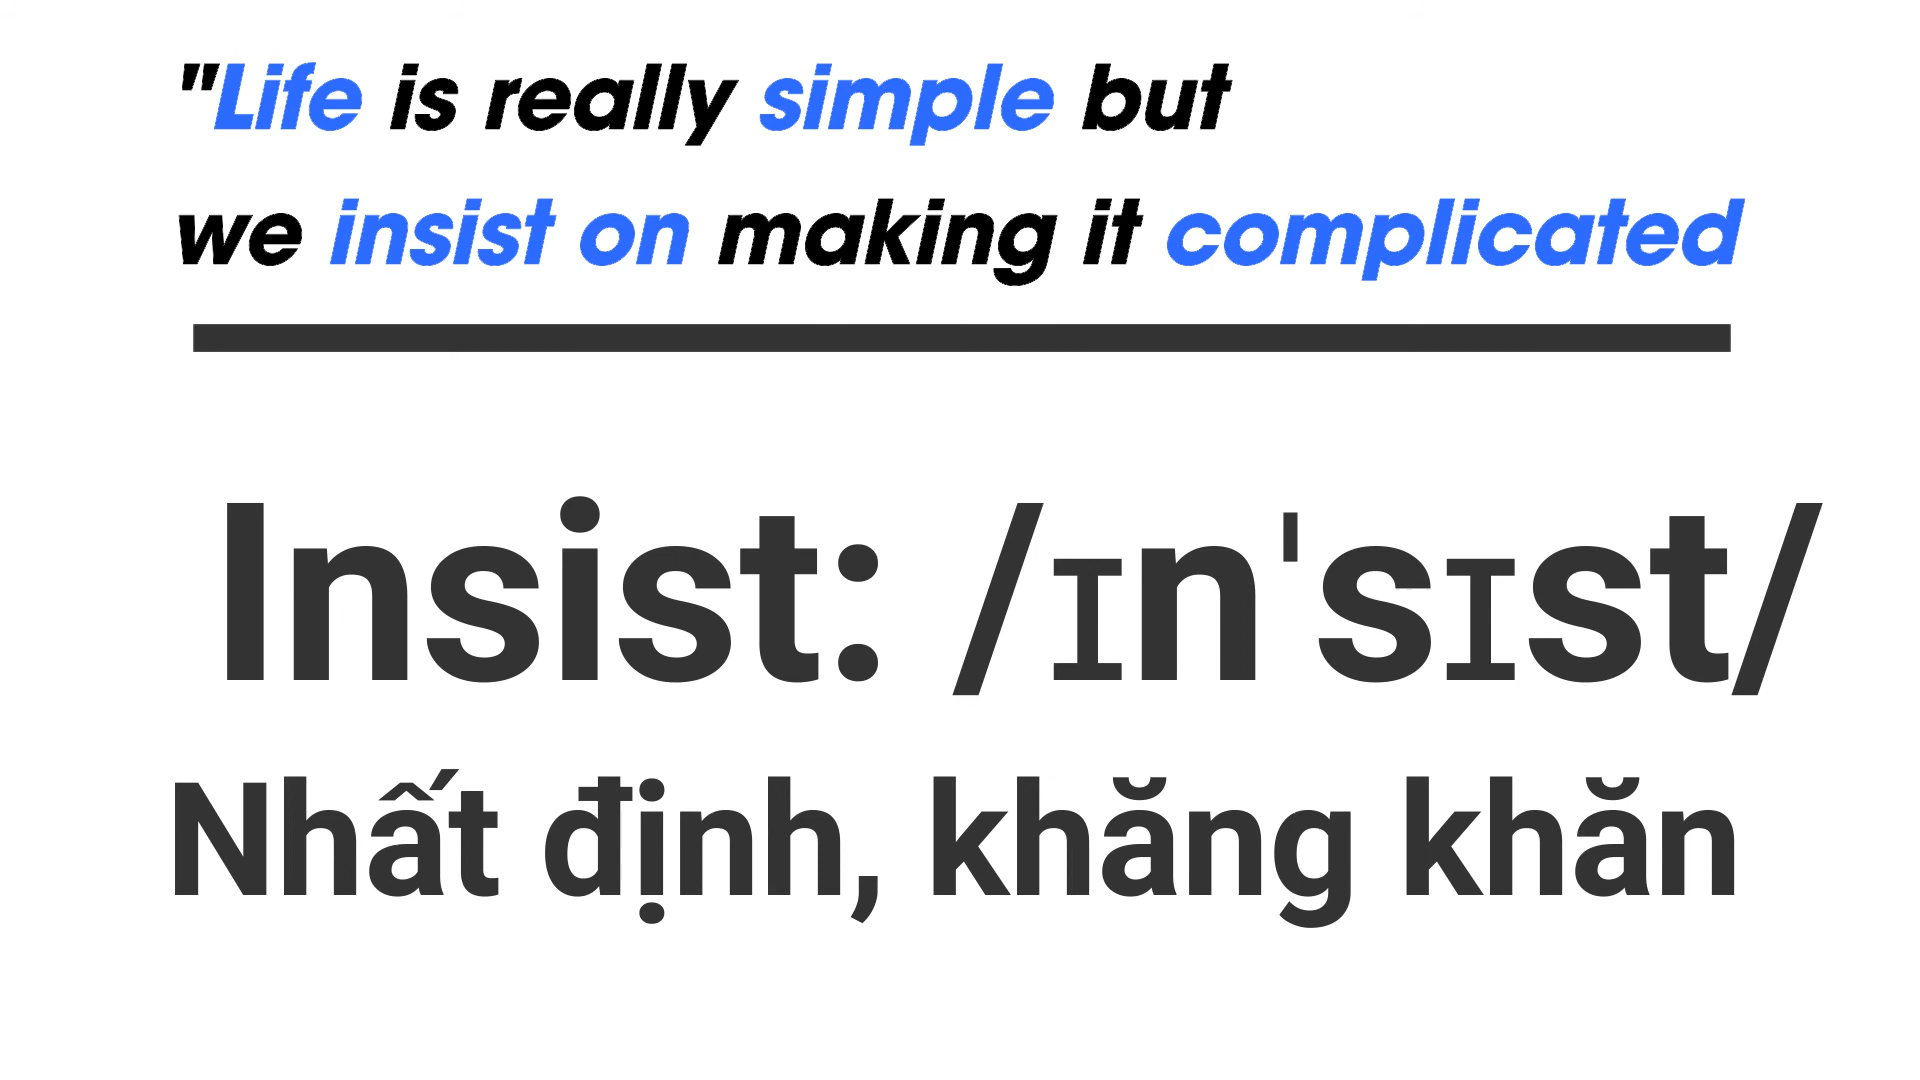 "Life is really simple but
we insist on making it complicated
Insist: /ɪnˈsɪst/
Nhất định, khăng khăn